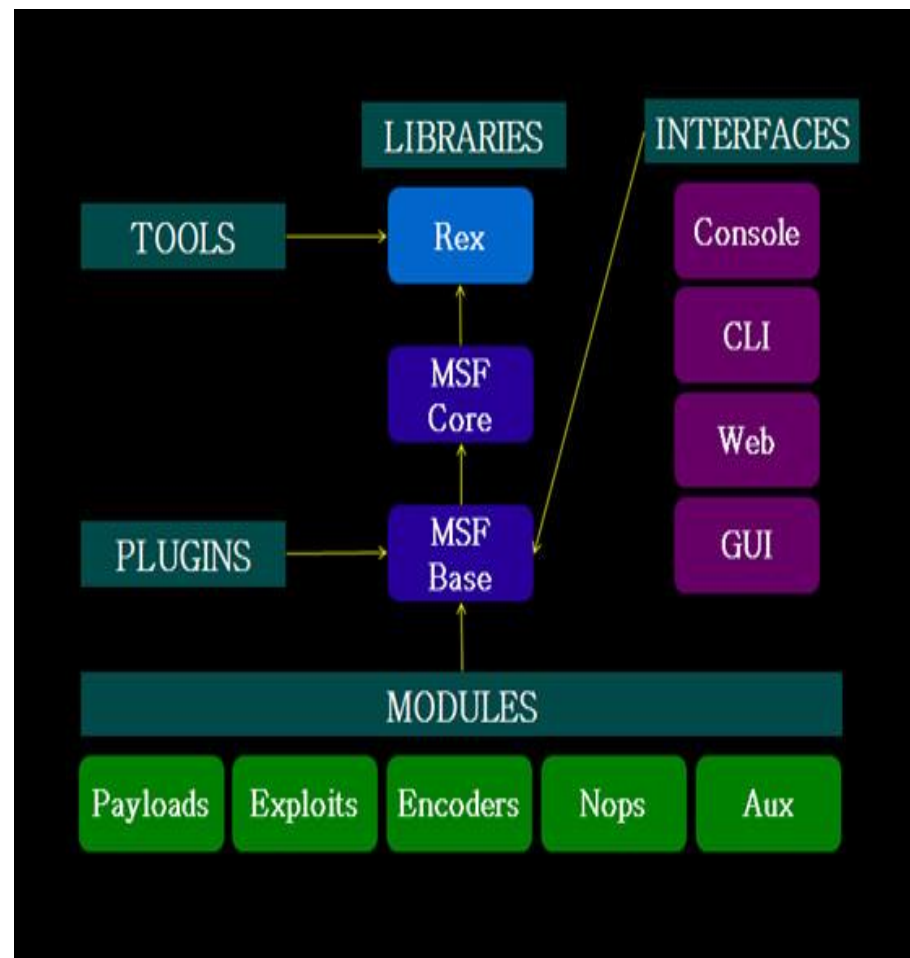 LIBRARIES
INTERFACES
TOOLS
Rex
Console
CLI
MSF
Core
Web
PLUGINS
MSF
Base
GUI
MODULES
Payloads
Exploits
Encoders
Nops
Aux